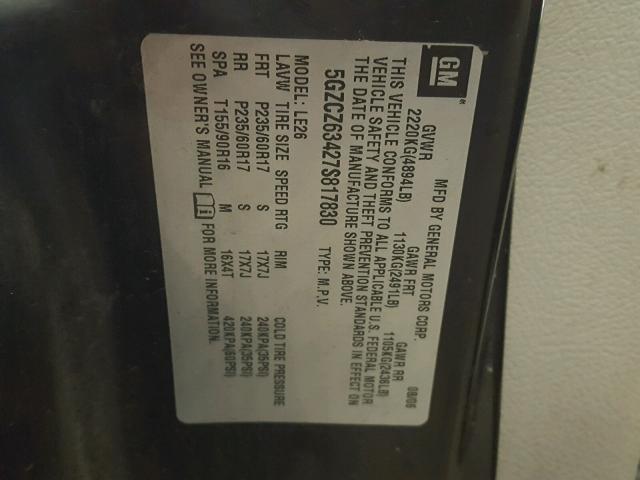 GM
MFD BY GENERAL MOTORS CORP. 08/06
GVWR GAWR FRT GAWR RR
2220KG(4894LB) 1130KG(2491LB) 1105KG(2436LB)
THIS VEHICLE CONFORMS TO ALL APPLICABLE U.S. FEDERAL MOTOR
VEHICLE SAFETY AND THEFT PREVENTION STANDARDS IN EFFECT ON
THE DATE OF MANUFACTURE SHOWN ABOVE.
5GZCZ63427S817830 TYPE: M.P.V.
MODEL: LE26
LAVW TIRE SIZE SPEED RTG RIM COLD TIRE PRESSURE
FRT P235/60R17 S 17X7J 240KPA(35PSI)
RR P235/60R17 S 17X7J 240KPA(35PSI)
SPA T155/90R16 M 16X4T 420KPA(60PSI)
SEE OWNER'S MANUAL FOR MORE INFORMATION.